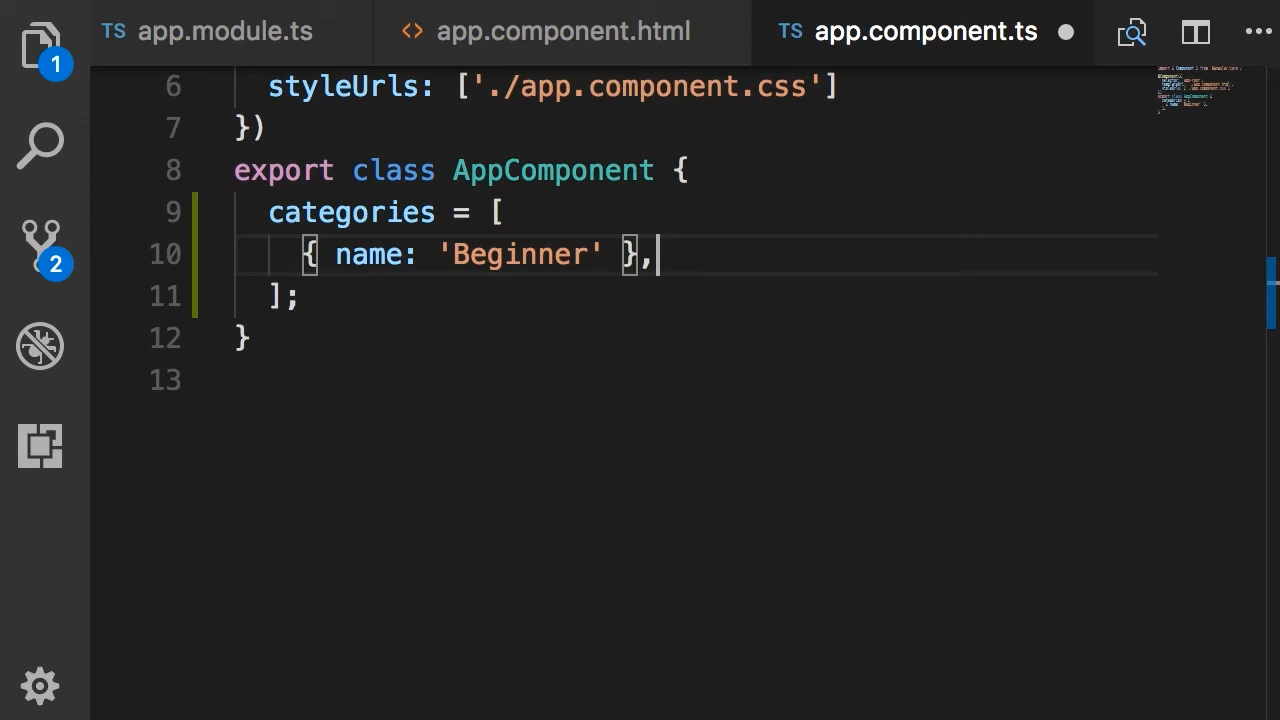 TS app.module.ts
<> app.component.html
TS app.component.ts
1
2
6 styleUrls: ['./app.component.css']
7 })
8 export class AppComponent {
9 categories = [
10 { name: 'Beginner' },
11 ];
12 }
13